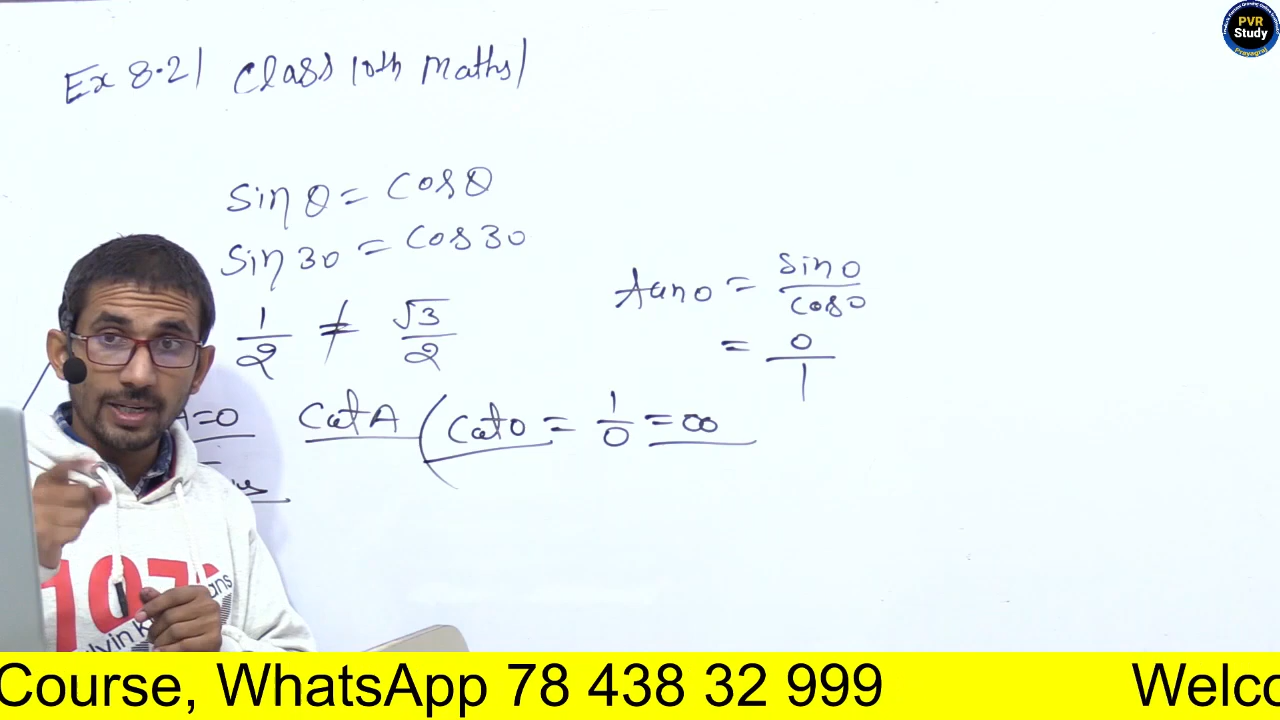 PVR
Study
Prayagraj
Ex 8.2| Class 10th Maths|
Sin θ = Cos θ
Sin 30 = Cos 30
1/2 ≠ √3/2
tan 0 = sin 0/cos 0
= 0/1
A=0 Cot A (Cot 0 = 1/0 = ∞
Course, WhatsApp 78 438 32 999 Welco